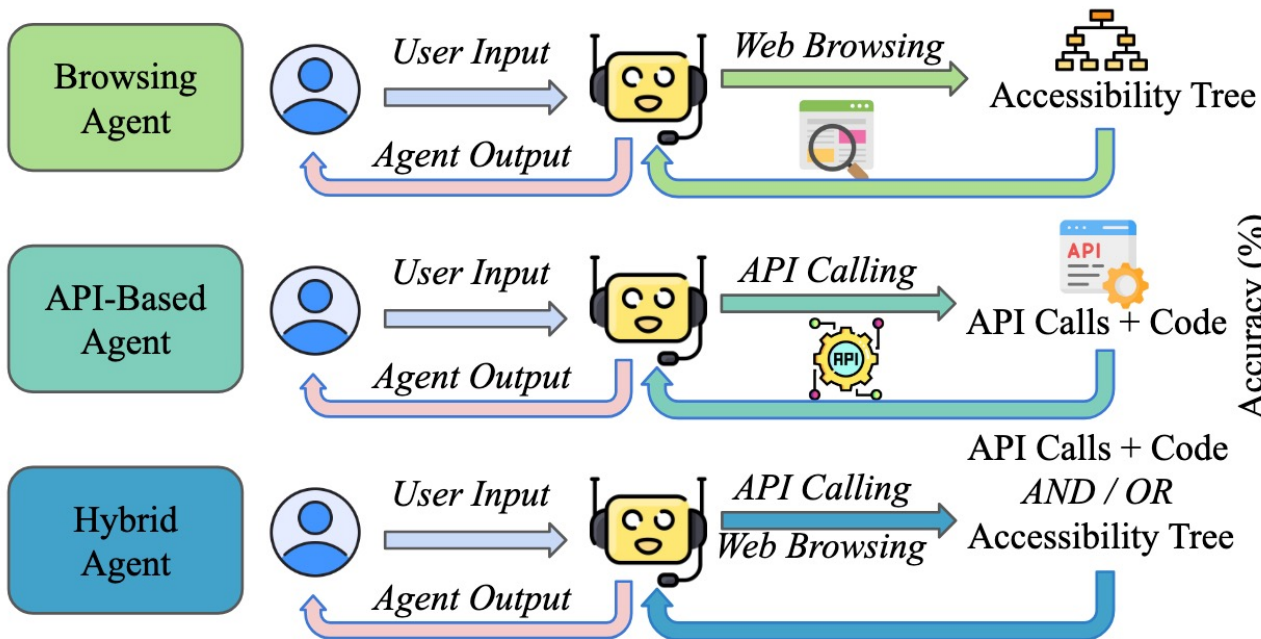 Browsing
Agent
User Input
Agent Output
Web Browsing
Accessibility Tree
API-Based
Agent
User Input
Agent Output
API Calling
API
API
API Calls + Code
Accuracy (%)
Hybrid
Agent
User Input
Agent Output
API Calling
Web Browsing
API Calls + Code
AND / OR
Accessibility Tree